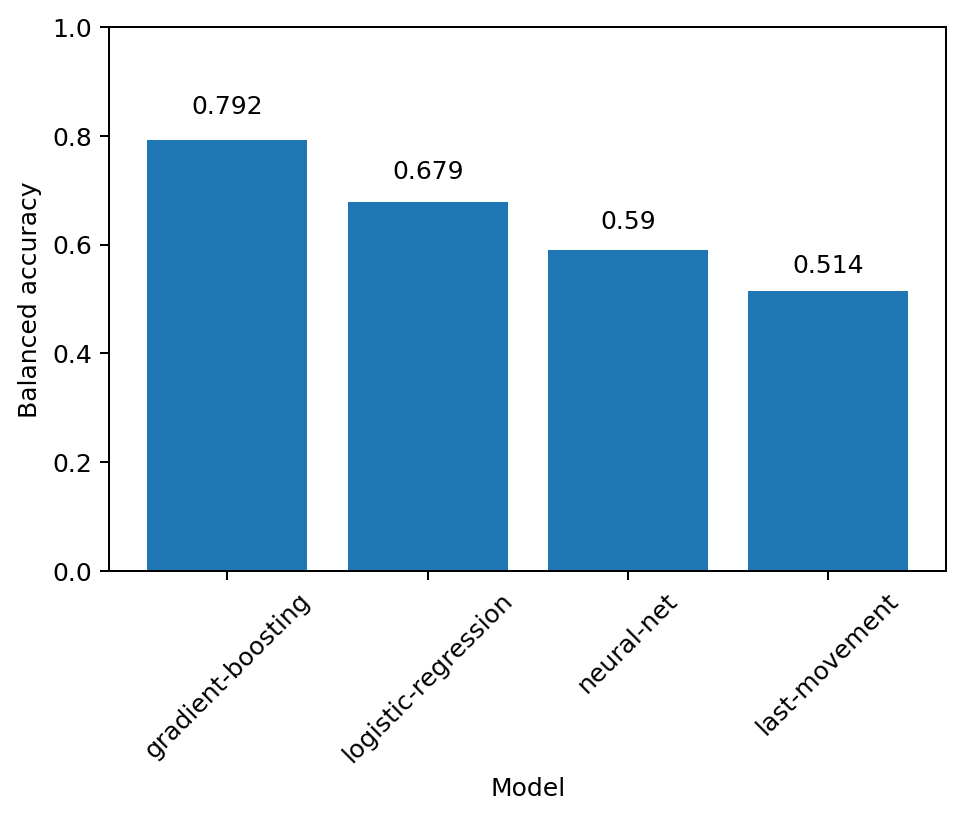 Balanced accuracy
1.0
0.8
0.6
0.4
0.2
0.0
0.792
0.679
0.59
0.514
gradient-boosting
logistic-regression
neural-net
last-movement
Model